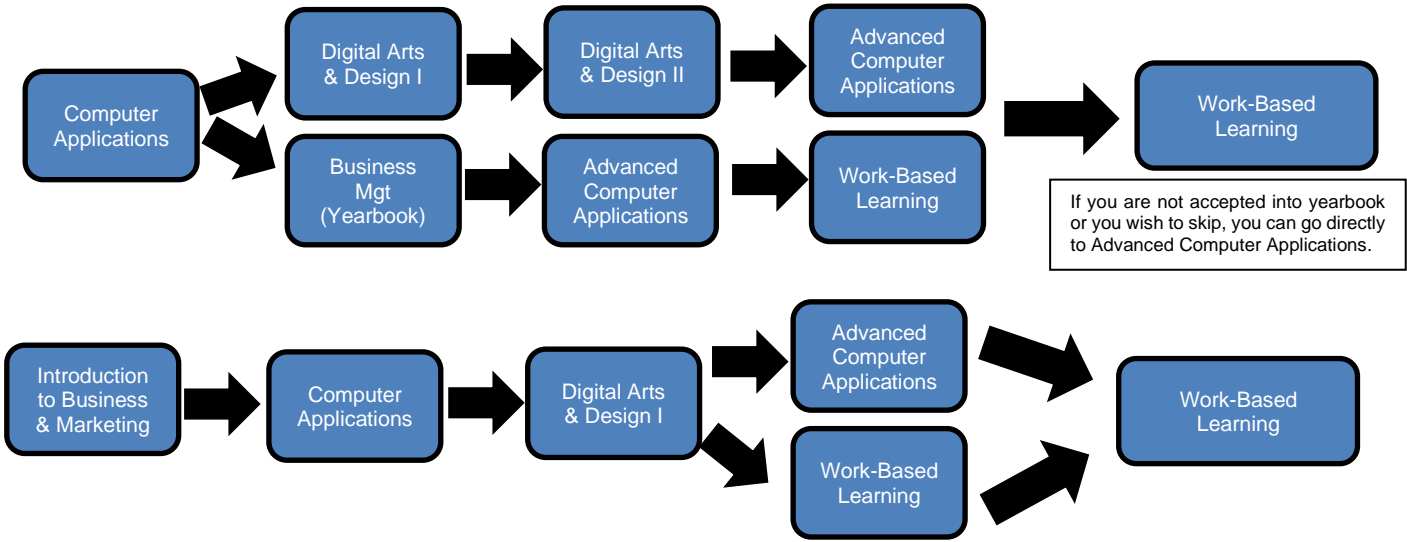 Computer
Applications
Digital Arts
& Design I
Digital Arts
& Design II
Advanced
Computer
Applications
Work-Based
Learning
Business
Mgt
(Yearbook)
Advanced
Computer
Applications
Work-Based
Learning
If you are not accepted into yearbook
or you wish to skip, you can go directly
to Advanced Computer Applications.
Introduction
to Business
& Marketing
Computer
Applications
Digital Arts
& Design I
Advanced
Computer
Applications
Work-Based
Learning
Work-Based
Learning